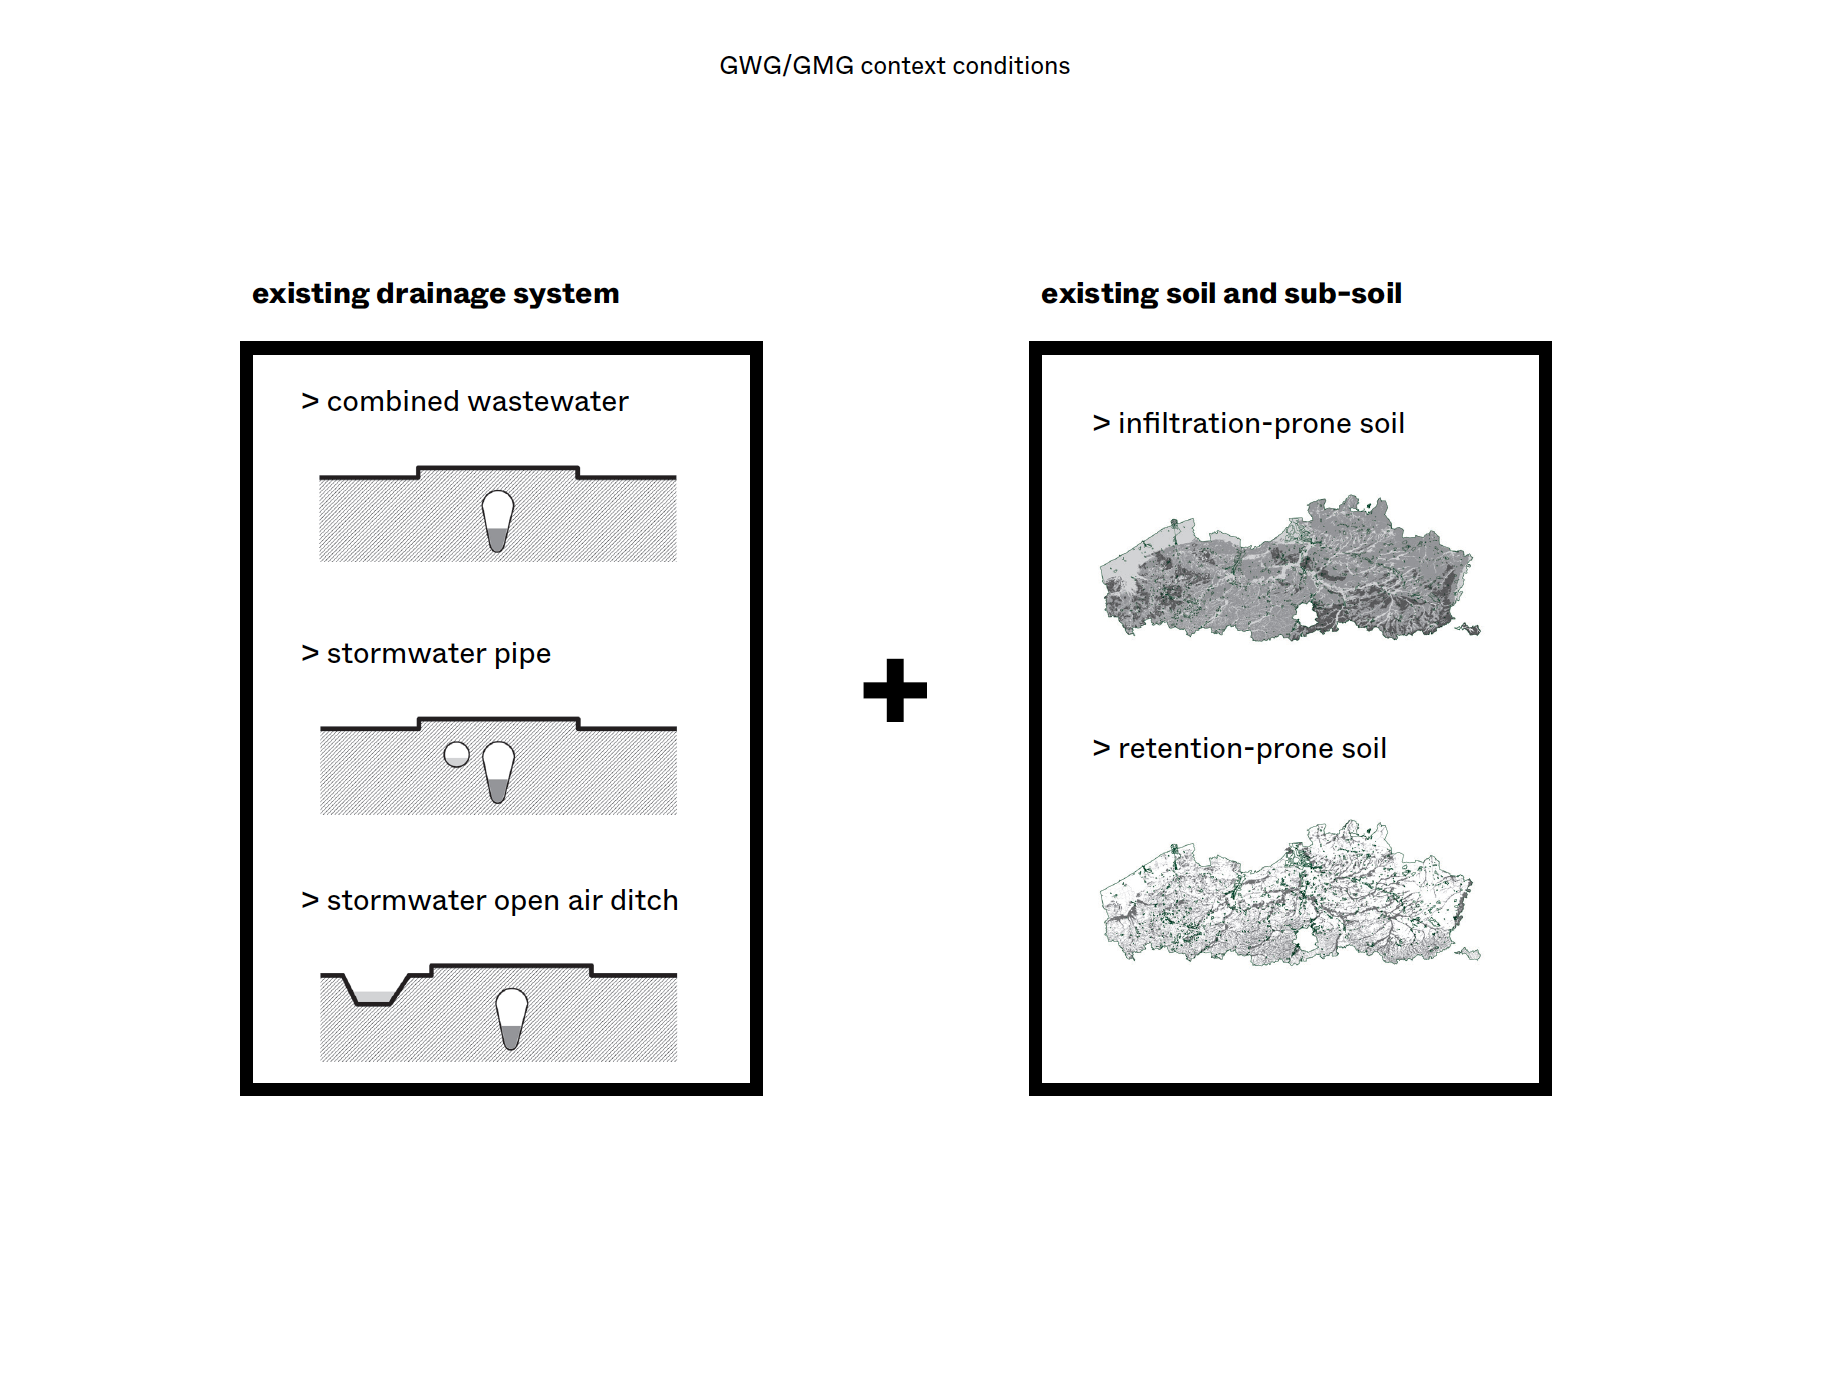 GWG/GMG context conditions
existing drainage system
> combined wastewater
> stormwater pipe
> stormwater open air ditch
+
existing soil and sub-soil
> infiltration-prone soil
> retention-prone soil